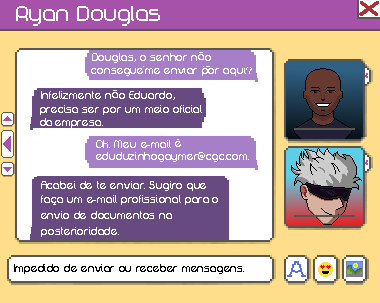 Ryan Douglas
Douglas, o senhor não
consegue me enviar por aqui?
Infelizmente não Eduardo,
precisa ser por um meio oficial
da empresa.
Ok. Meu e-mail é
eduduzinhogaymer@cgc.com.
Acabei de te enviar. Sugiro que
faça um e-mail profissional para o
envio de documentos na
posterioridade.
Impedido de enviar ou receber mensagens.
A